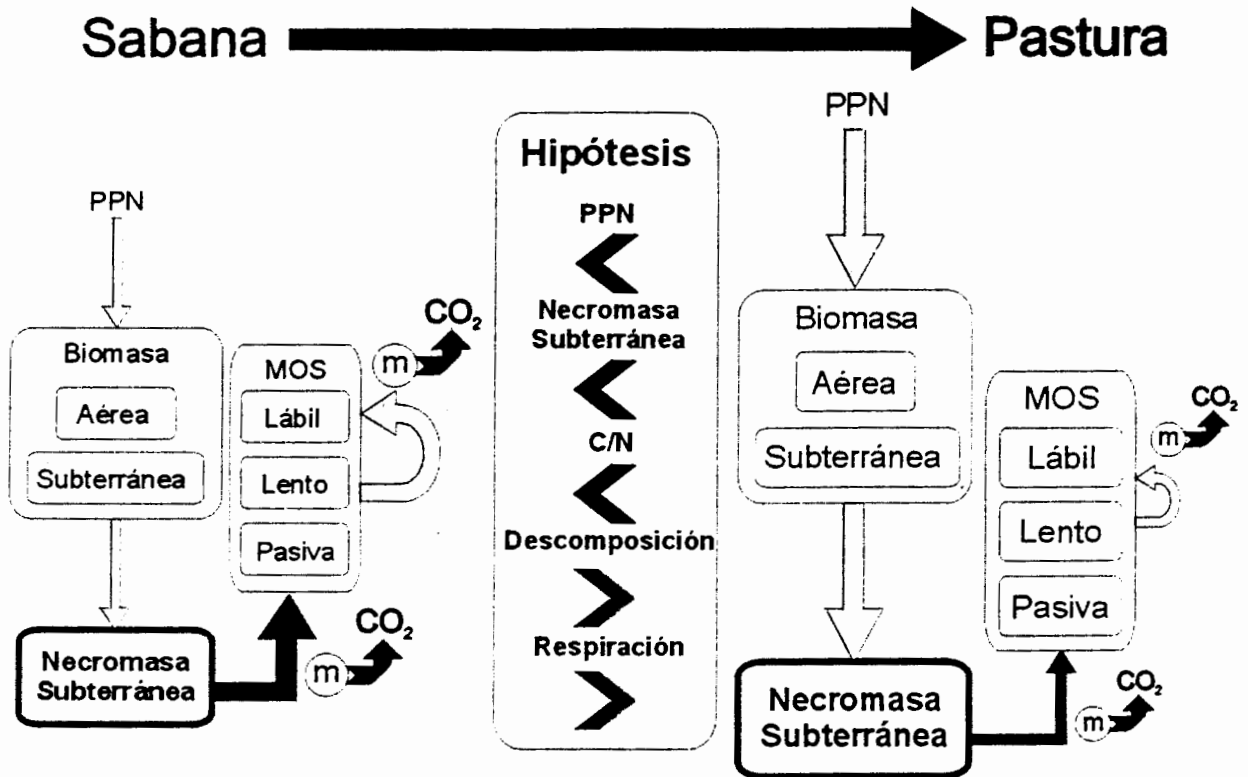 Sabana
Pastura
PPN
Biomasa
Aérea
Subterránea
Necromasa
Subterránea
MOS
Lábil
Lento
Pasiva
m
CO₂
m
CO₂
Hipótesis
PPN
<
Necromasa
Subterránea
<
C/N
<
Descomposición
>
Respiración
>
PPN
Biomasa
Aérea
Subterránea
Necromasa
Subterránea
MOS
Lábil
Lento
Pasiva
m
CO₂
m
CO₂